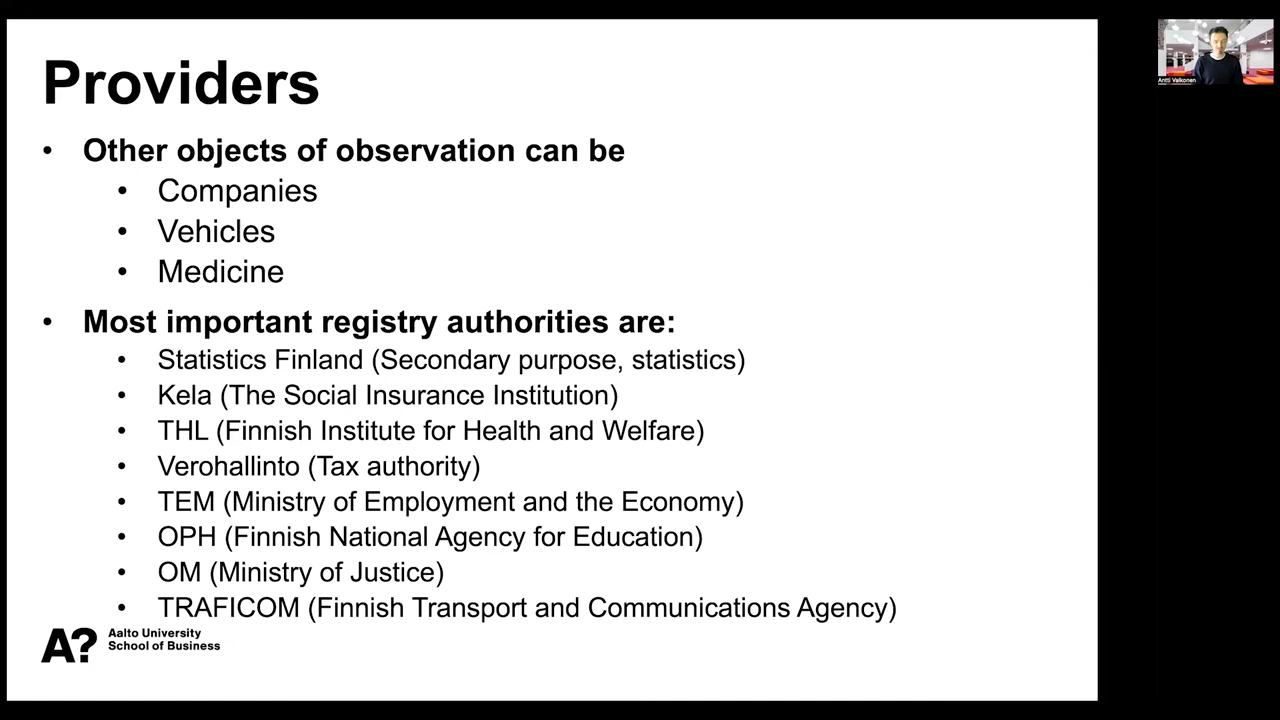 Providers
• Other objects of observation can be
• Companies
• Vehicles
• Medicine
• Most important registry authorities are:
• Statistics Finland (Secondary purpose, statistics)
• Kela (The Social Insurance Institution)
• THL (Finnish Institute for Health and Welfare)
• Verohallinto (Tax authority)
• TEM (Ministry of Employment and the Economy)
• OPH (Finnish National Agency for Education)
• OM (Ministry of Justice)
• TRAFICOM (Finnish Transport and Communications Agency)
A?
Aalto University
School of Business
Antti Valkonen